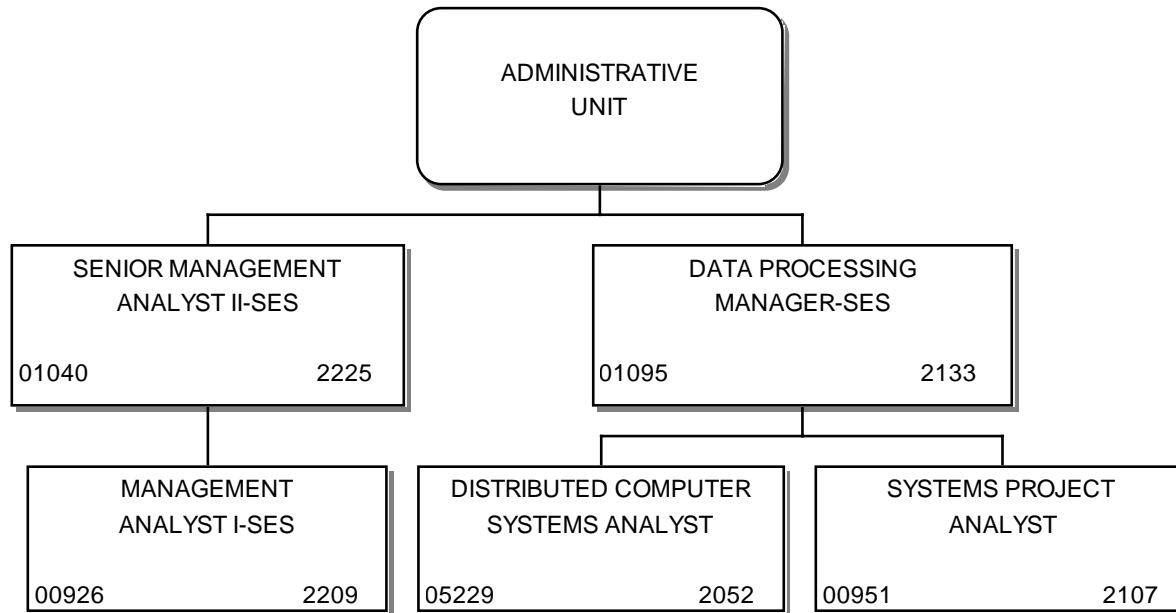 ADMINISTRATIVE
UNIT
SENIOR MANAGEMENT
ANALYST II-SES
01040 2225
DATA PROCESSING
MANAGER-SES
01095 2133
MANAGEMENT
ANALYST I-SES
00926 2209
DISTRIBUTED COMPUTER
SYSTEMS ANALYST
05229 2052
SYSTEMS PROJECT
ANALYST
00951 2107